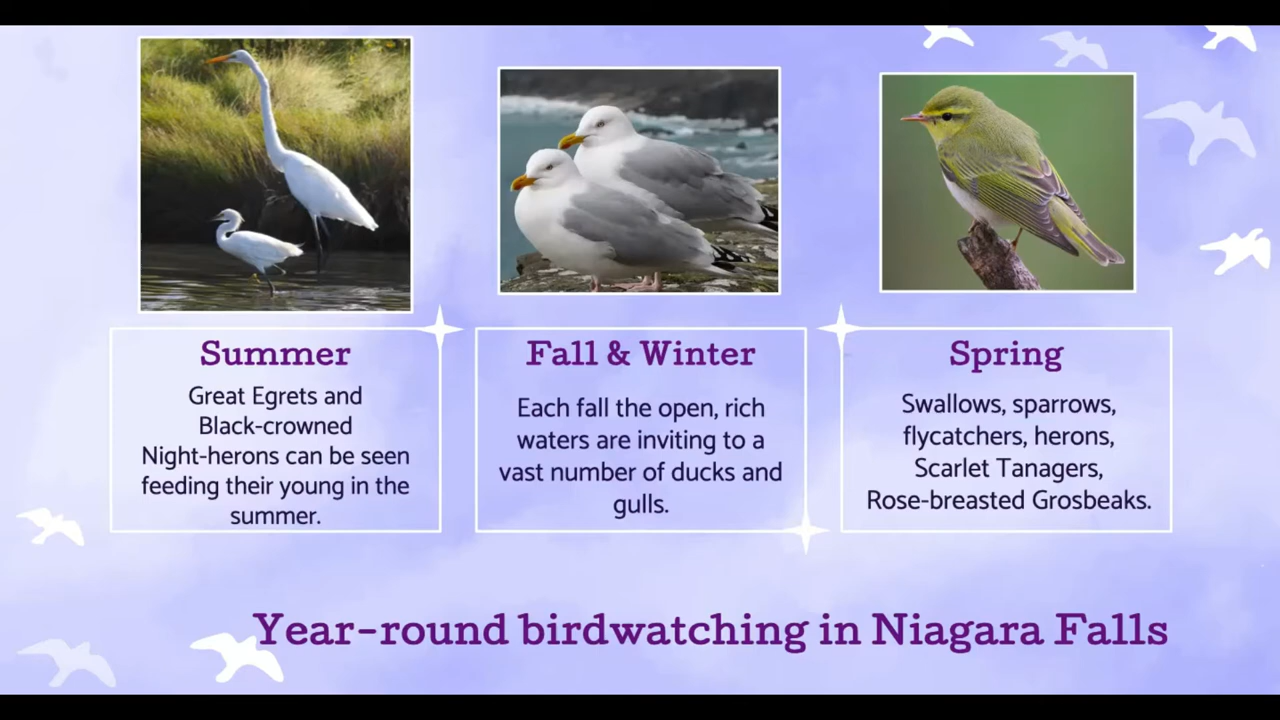 Summer
Great Egrets and
Black-crowned
Night-herons can be seen
feeding their young in the
summer.
Fall & Winter
Each fall the open, rich
waters are inviting to a
vast number of ducks and
gulls.
Spring
Swallows, sparrows,
flycatchers, herons,
Scarlet Tanagers,
Rose-breasted Grosbeaks.
Year-round birdwatching in Niagara Falls